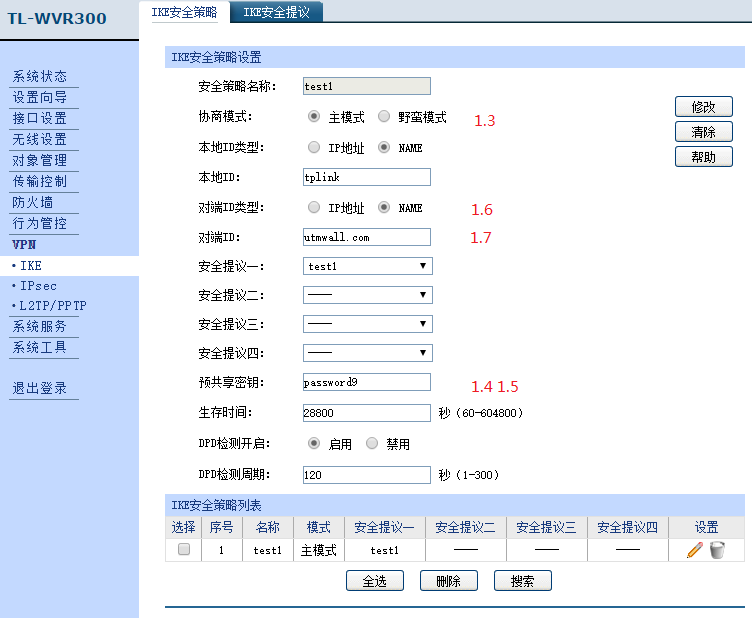 TL-WVR300
IKE安全策略 IKE安全提议
系统状态
设置向导
接口设置
无线设置
对象管理
传输控制
防火墙
行为管控
VPN
•IKE
•IPsec
•L2TP/PPTP
系统服务
系统工具
退出登录
IKE安全策略设置
安全策略名称: test1
协商模式: 主模式 野蛮模式 1.3
本地ID类型: IP地址 NAME
本地ID: tplink
对端ID类型: IP地址 NAME 1.6
对端ID: utmwall.com 1.7
安全提议一: test1
安全提议二: ——
安全提议三: ——
安全提议四: ——
预共享密钥: password9 1.4 1.5
生存时间: 28800 秒 (60-604800)
DPD检测开启: 启用 禁用
DPD检测周期: 120 秒 (1-300)
修改
清除
帮助
IKE安全策略列表
选择 序号 名称 模式 安全提议一 安全提议二 安全提议三 安全提议四 设置
1 test1 主模式 test1 —— —— ——
全选 删除 搜索